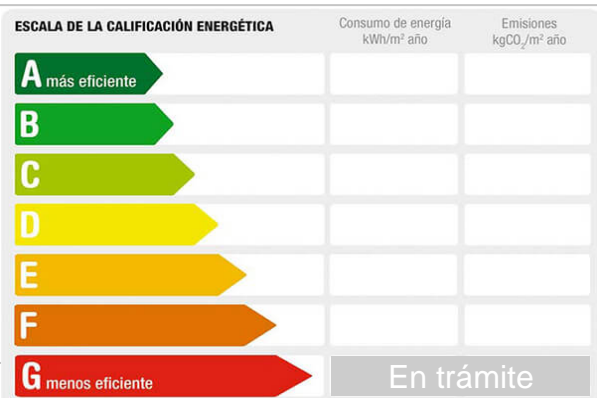 ESCALA DE LA CALIFICACIÓN ENERGÉTICA
Consumo de energía
kWh/m² año
Emisiones
kgCO₂/m² año
A más eficiente
B
C
D
E
F
G menos eficiente
En trámite